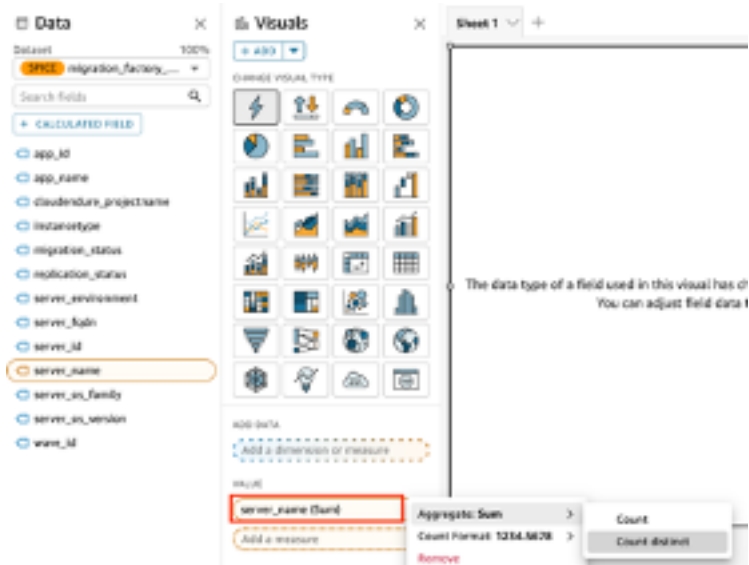 Data
Dataset
100%
SPICE migration_factory_...
Search fields
+ CALCULATED FIELD
app_id
app_name
cloudendure_projectname
instancetype
migration_status
replication_status
server_environment
server_fqdn
server_id
server_name
server_os_family
server_os_version
wave_id
Visuals
+ ADD
CHANGE VISUAL TYPE
ADD DATA
Add a dimension or measure
VALUE
server_name (Sum)
Add a measure
Sheet 1
The data type of a field used in this visual has ch
You can adjust field data
Aggregate: Sum
Count
Count Format: 1234.5678
Count distinct
Remove